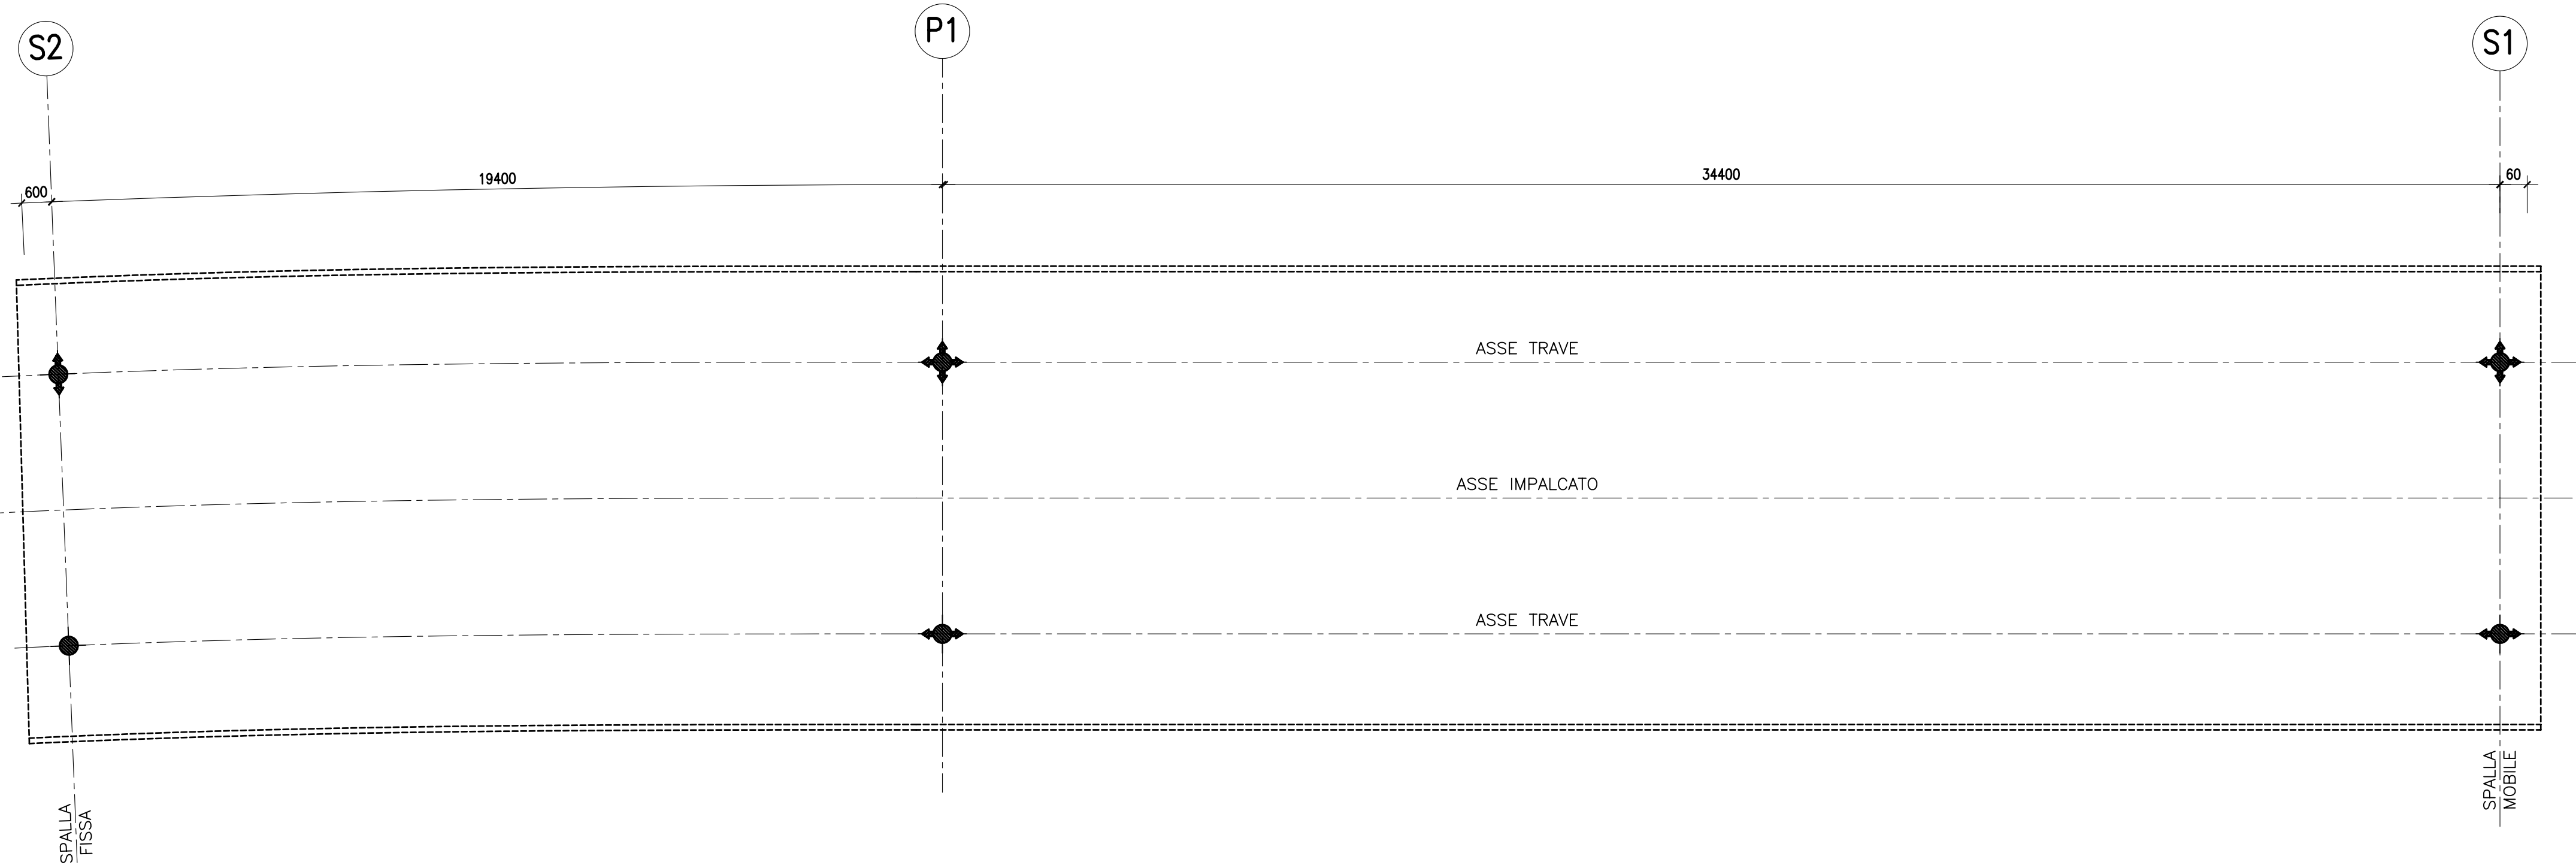 S2
P1
S1
600
19400
34400
60
ASSE TRAVE
ASSE IMPALCATO
ASSE TRAVE
SPALLA
FISSA
SPALLA
MOBILE